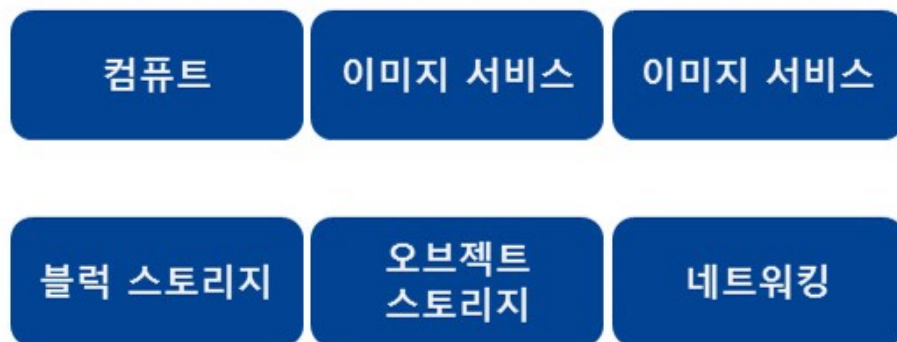 컴퓨트
이미지 서비스
이미지 서비스
블럭 스토리지
오브젝트
스토리지
네트워킹